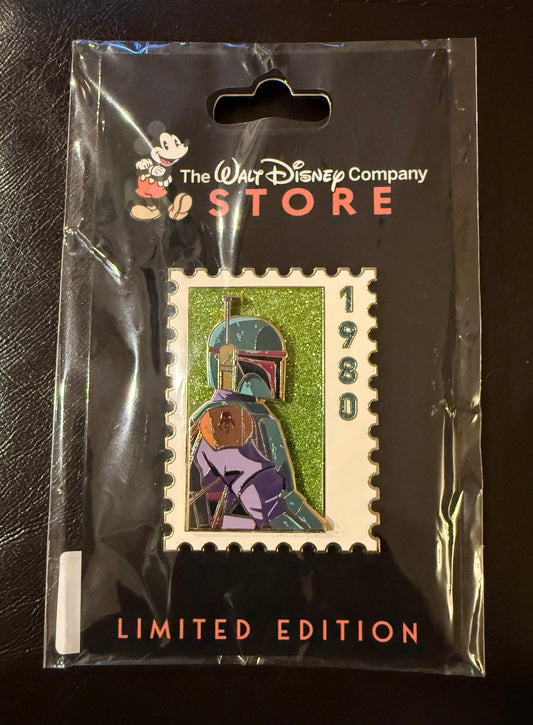 The WALT DISNEY Company
STORE
1980
LIMITED EDITION